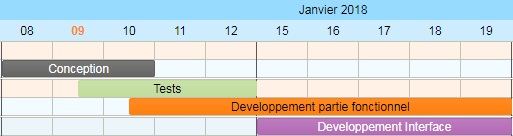 Janvier 2018
08 09 10 11 12 15 16 17 18 19
Conception
Tests
Developpement partie fonctionnel
Developpement Interface